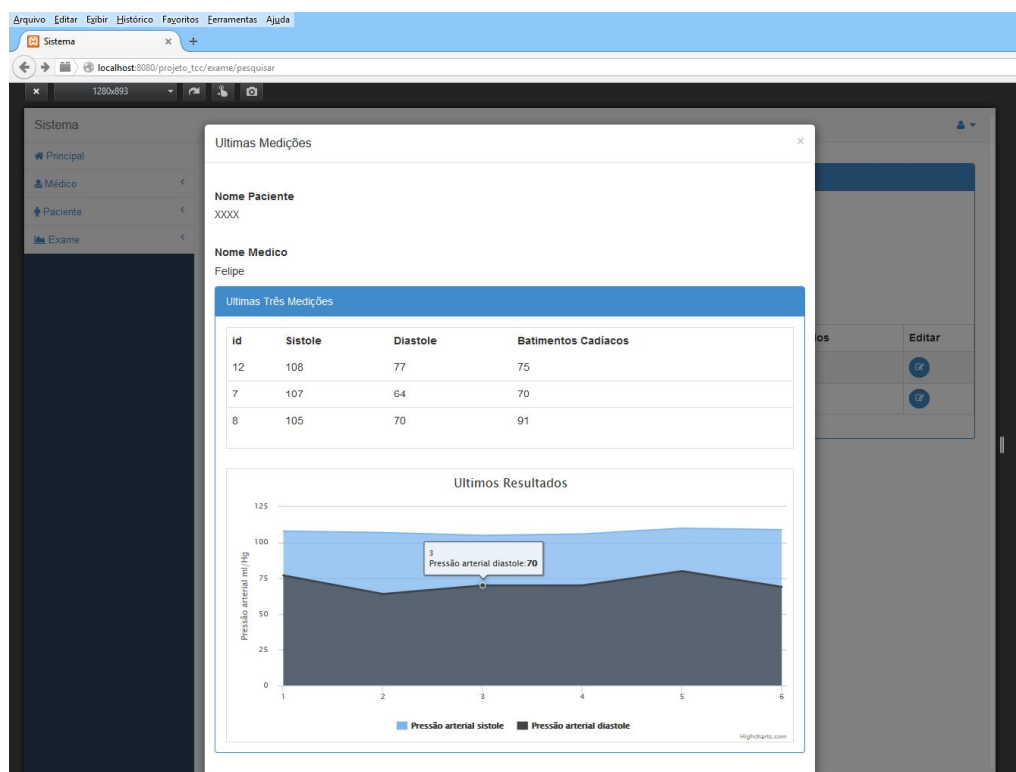 Arquivo Editar Exibir Histórico Favoritos Ferramentas Ajuda
Sistema × +
localhost:8080/projeto_tcc/exame/pesquisar
× 1280x893
Sistema
Principal
Médico
Paciente
Exame
Ultimas Medições ×
Nome Paciente
XXXX
Nome Medico
Felipe
Ultimas Três Medições
id Sistole Diastole Batimentos Cadíacos
12 108 77 75
7 107 64 70
8 105 70 91
Editar
Ultimos Resultados
Pressão arterial ml/Hg
125
100
75
50
25
0
3
Pressão arterial diastole:70
1 2 3 4 5 6
Pressão arterial sistole Pressão arterial diastole
Highcharts.com